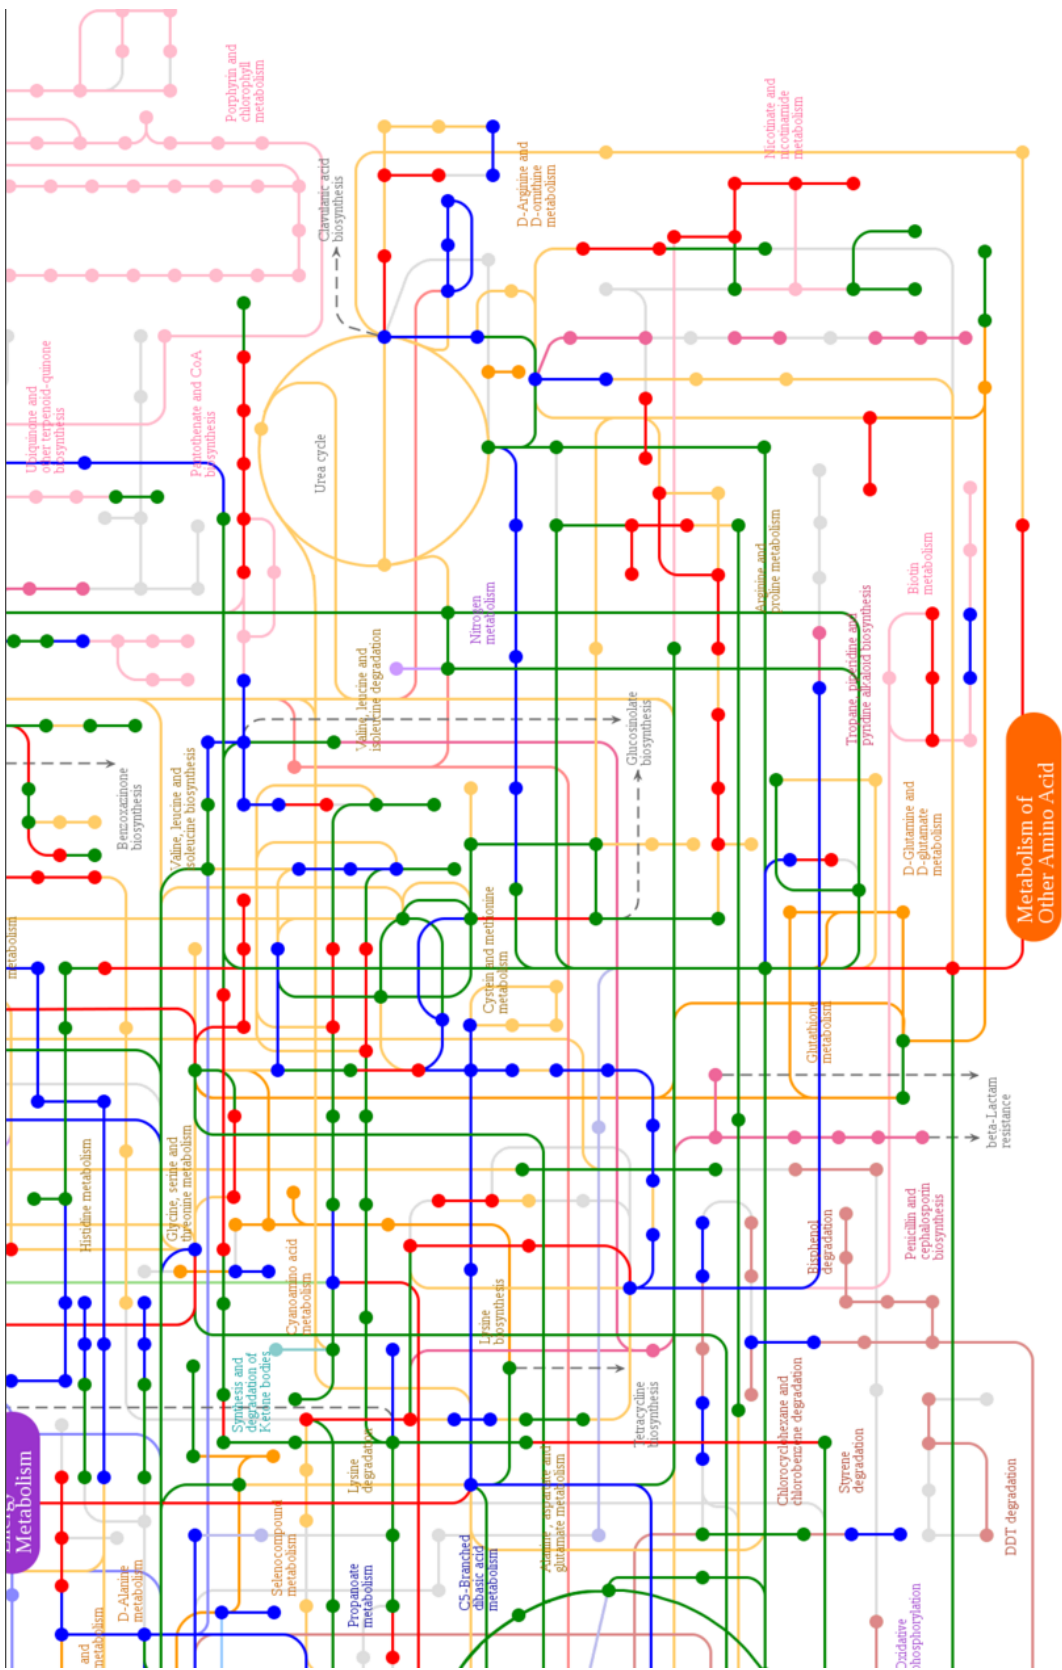 Porphyrin and
chlorophyll
metabolism
Nicotinate and
nicotinamide
metabolism
Clavulanic acid
biosynthesis
D-Arginine and
D-ornithine
metabolism
Ubiquinone and
other terpenoid-quinone
biosynthesis
Pantothenate and CoA
biosynthesis
Urea cycle
Arginine and
proline metabolism
Biotin
metabolism
Nitrogen
metabolism
Tropane, piperidine and
pyridine alkaloid biosynthesis
Valine, leucine and
isoleucine degradation
Glucosinolate
biosynthesis
Benzoxazinone
biosynthesis
Valine, leucine and
isoleucine biosynthesis
D-Glutamine and
D-glutamate
metabolism
Metabolism of
Other Amino Acid
metabolism
Cystein and methionine
metabolism
Glutathione
metabolism
beta-Lactam
resistance
Histidine metabolism
Glycine, serine and
threonine metabolism
Cyanoamino acid
metabolism
Lysine
biosynthesis
Bisphenol
degradation
Penicillin and
cephalosporin
biosynthesis
Synthesis and
degradation of
Ketone bodies
Tetracycline
biosynthesis
Chlorocyclohexane and
chlorobenzene degradation
Styrene
degradation
DDT degradation
Energy
Metabolism
Lysine
degradation
Alanine, aspartate and
glutamate metabolism
Selenocompound
metabolism
D-Alanine
metabolism
Propanoate
metabolism
C5-Branched
dibasic acid
metabolism
and
metabolism
Oxidative
phosphorylation